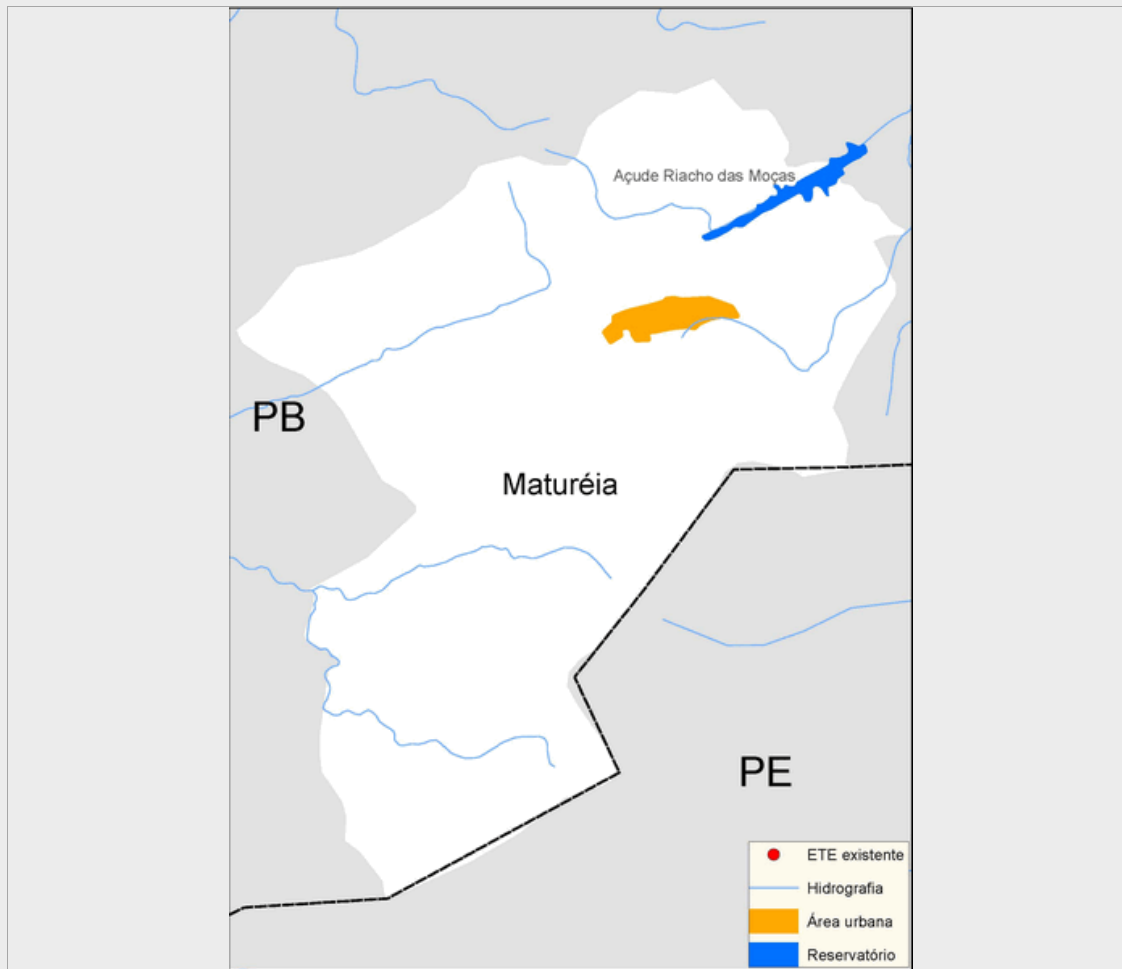 Açude Riacho das Moças
PB
Maturéia
PE
ETE existente
Hidrografia
Área urbana
Reservatório